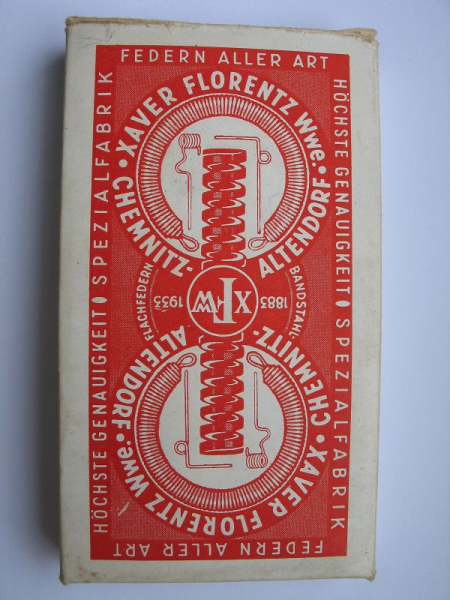 FEDERN ALLER ART
HÖCHSTE GENAUIGKEIT SPEZIALFABRIK
HÖCHSTE GENAUIGKEIT SPEZIALFABRIK
• XAVER FLORENTZ Wwe. •
CHEMNITZ-ALTENDORF
FLACHFEDERN
BANDSTAHL
1883 1933
XFW
CHEMNITZ-ALTENDORF
• XAVER FLORENTZ Wwe. •
FEDERN ALLER ART